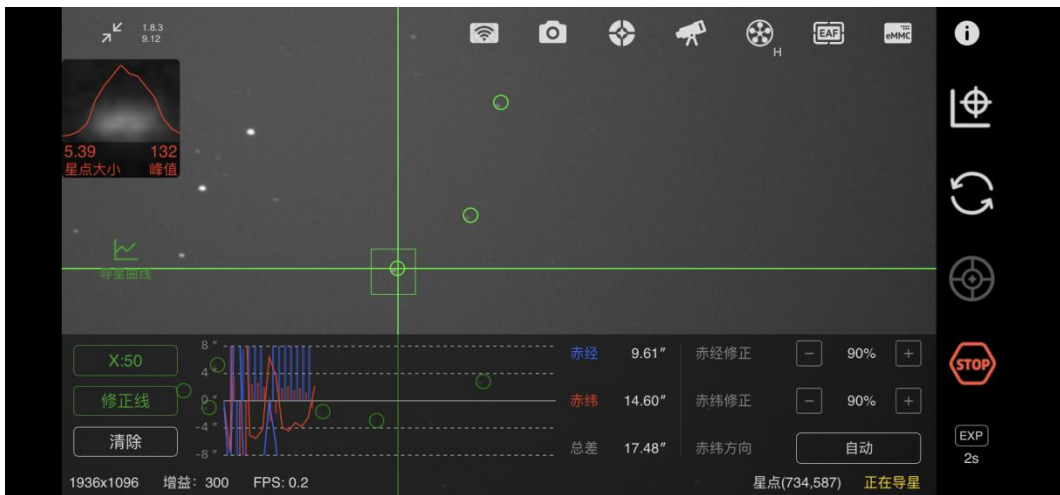 1.8.3
9.12
H
EAF
eMMC
i
5.39 132
星点大小 峰值
导星曲线
X:50
修正线
清除
8 "
4 "
0 "
-4 "
-8 "
赤经 9.61" 赤经修正 - 90% +
赤纬 14.60" 赤纬修正 - 90% +
总差 17.48" 赤纬方向 自动
STOP
EXP
2s
1936x1096 增益: 300 FPS: 0.2 星点(734,587) 正在导星